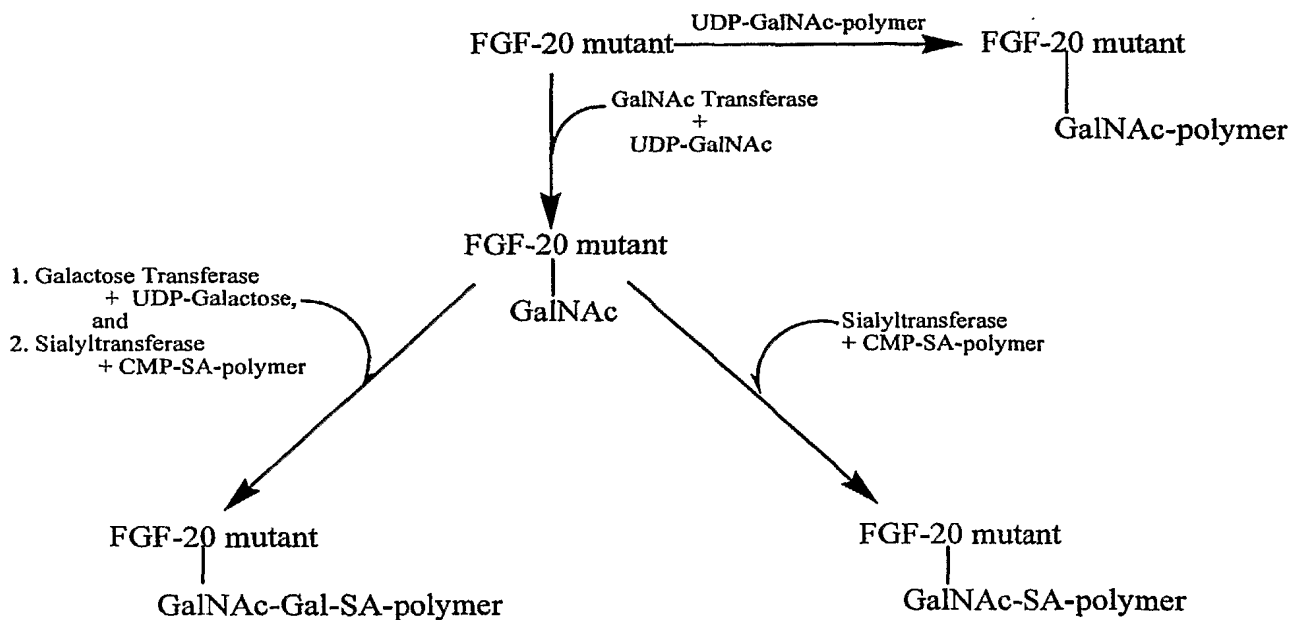 FGF-20 mutant
UDP-GalNAc-polymer
FGF-20 mutant
GalNAc-polymer
GalNAc Transferase
+
UDP-GalNAc
FGF-20 mutant
GalNAc
1. Galactose Transferase
+ UDP-Galactose,
and
2. Sialyltransferase
+ CMP-SA-polymer
Sialyltransferase
+ CMP-SA-polymer
FGF-20 mutant
GalNAc-Gal-SA-polymer
FGF-20 mutant
GalNAc-SA-polymer